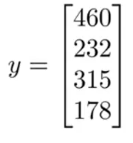 y = [460
232
315
178]